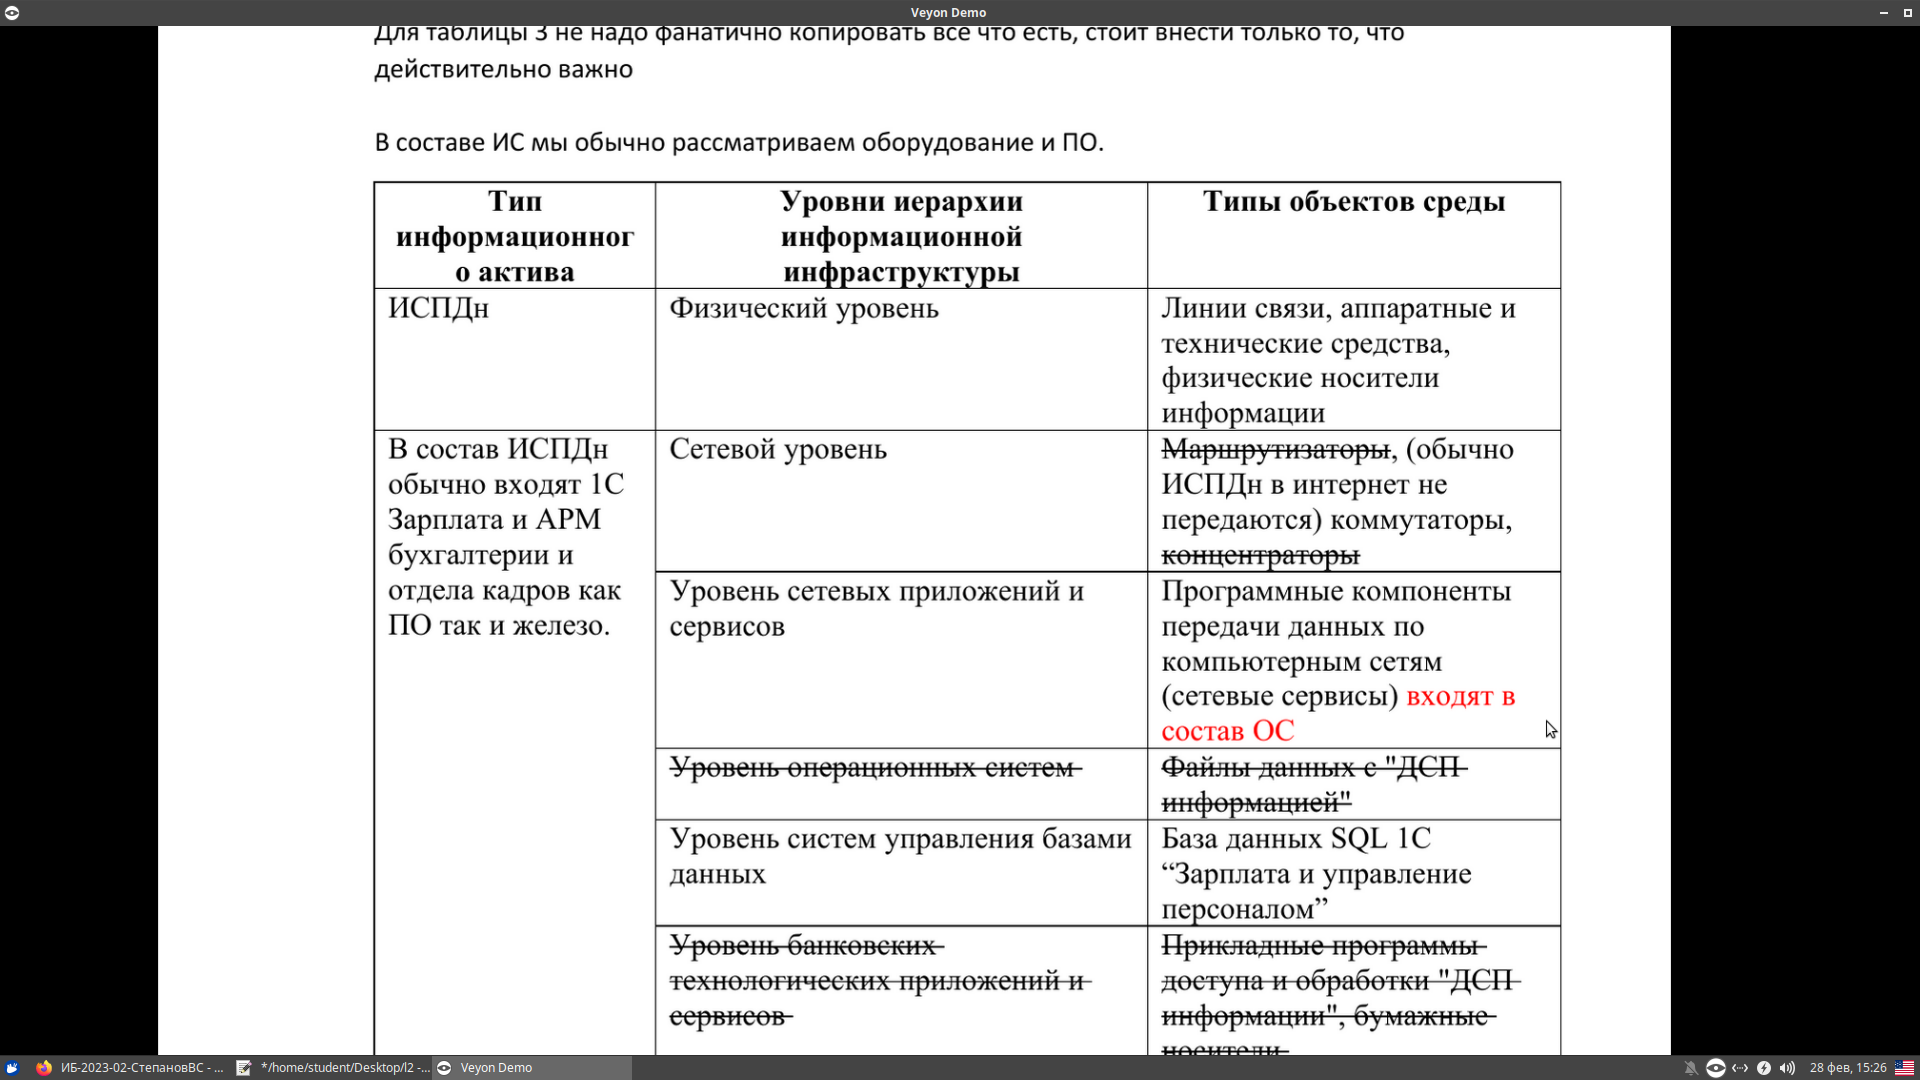 Veyon Demo
Для таблицы 3 не надо фанатично копировать все что есть, стоит внести только то, что
действительно важно
В составе ИС мы обычно рассматриваем оборудование и ПО.
Тип
информационног
о актива
Уровни иерархии
информационной
инфраструктуры
Типы объектов среды
ИСПДн
Физический уровень
Линии связи, аппаратные и
технические средства,
физические носители
информации
В состав ИСПДн
обычно входят 1С
Зарплата и АРМ
бухгалтерии и
отдела кадров как
ПО так и железо.
Сетевой уровень
Маршрутизаторы, (обычно
ИСПДн в интернет не
передаются) коммутаторы,
концентраторы
Уровень сетевых приложений и
сервисов
Программные компоненты
передачи данных по
компьютерным сетям
(сетевые сервисы) входят в
состав ОС
Уровень операционных систем
Файлы данных с "ДСП
информацией"
Уровень систем управления базами
данных
База данных SQL 1С
“Зарплата и управление
персоналом”
Уровень банковских
технологических приложений и
сервисов
Прикладные программы
доступа и обработки "ДСП
информации", бумажные
носители
ИБ-2023-02-СтепановВС - ...
*/home/student/Desktop/l2 -...
Veyon Demo
28 фев, 15:26